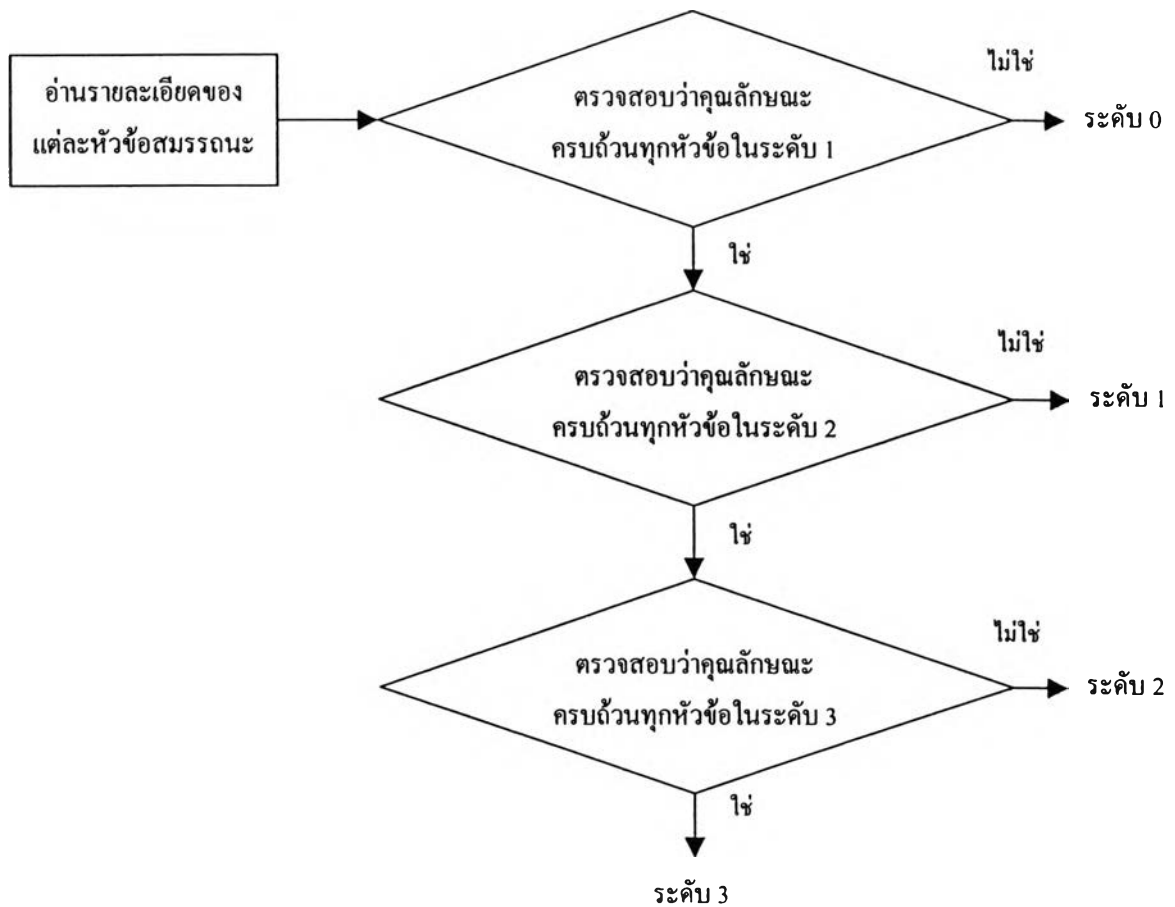 อ่านรายละเอียดของ
แต่ละหัวข้อสมรรถนะ
ตรวจสอบว่าคุณลักษณะ
ครบถ้วนทุกหัวข้อในระดับ 1
ไม่ใช่
ระดับ 0
ใช่
ตรวจสอบว่าคุณลักษณะ
ครบถ้วนทุกหัวข้อในระดับ 2
ไม่ใช่
ระดับ 1
ใช่
ตรวจสอบว่าคุณลักษณะ
ครบถ้วนทุกหัวข้อในระดับ 3
ไม่ใช่
ระดับ 2
ใช่
ระดับ 3